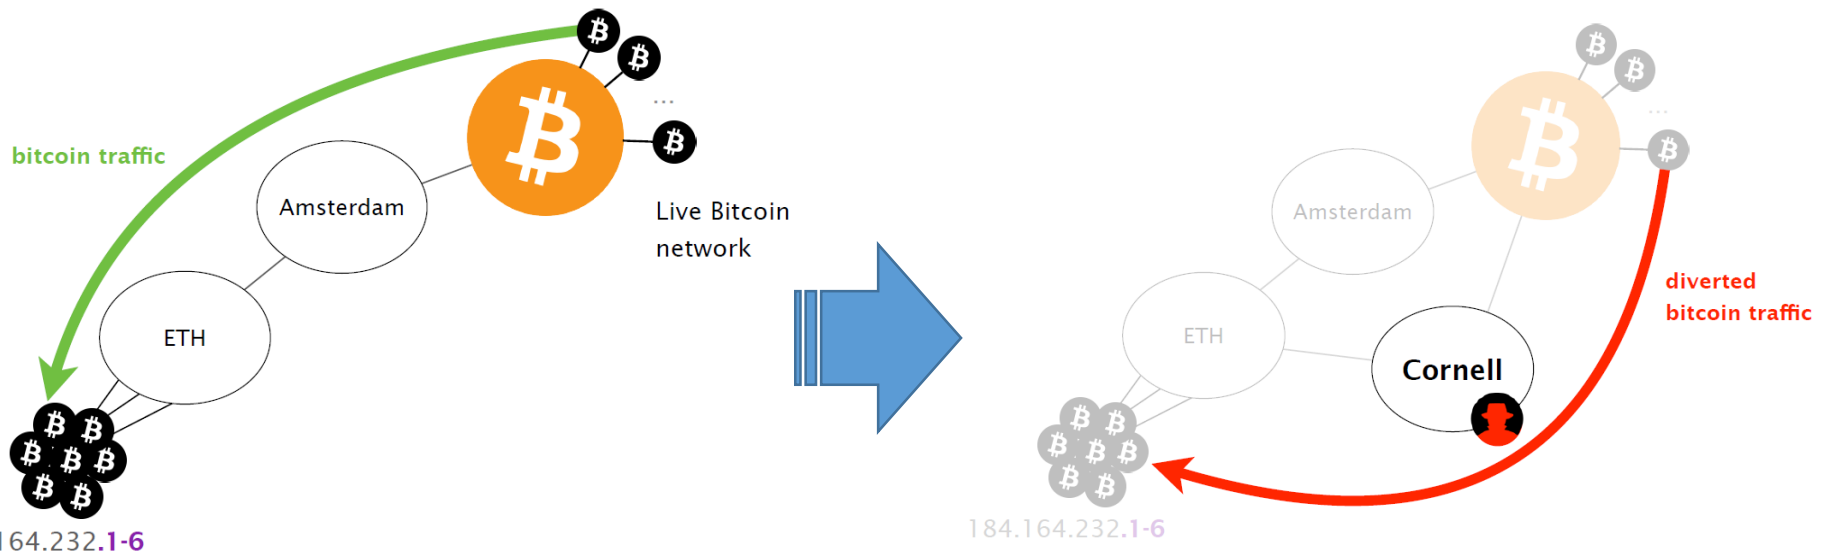 bitcoin traffic
Amsterdam
ETH
Live Bitcoin
network
...
164.232.1-6
Amsterdam
ETH
Cornell
...
diverted
bitcoin traffic
184.164.232.1-6